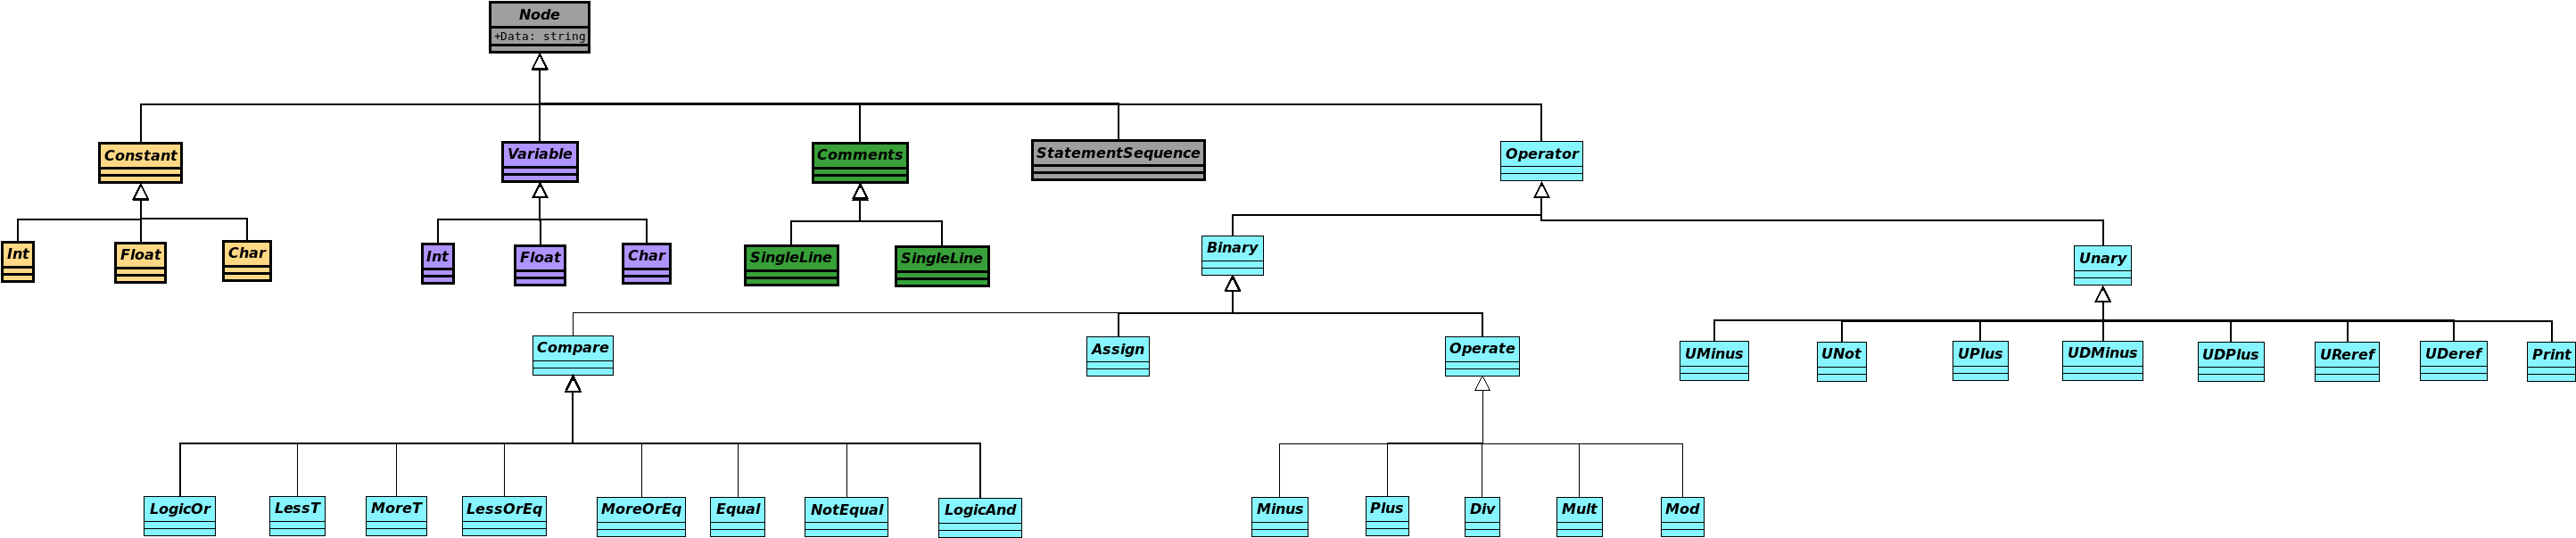 Node
+Data: string
Constant
Variable
Comments
StatementSequence
Operator
Int
Float
Char
Int
Float
Char
SingleLine
SingleLine
Binary
Unary
Compare
Assign
Operate
UMinus
UNot
UPlus
UDMinus
UDPlus
UReref
UDeref
Print
LogicOr
LessT
MoreT
LessOrEq
MoreOrEq
Equal
NotEqual
LogicAnd
Minus
Plus
Div
Mult
Mod